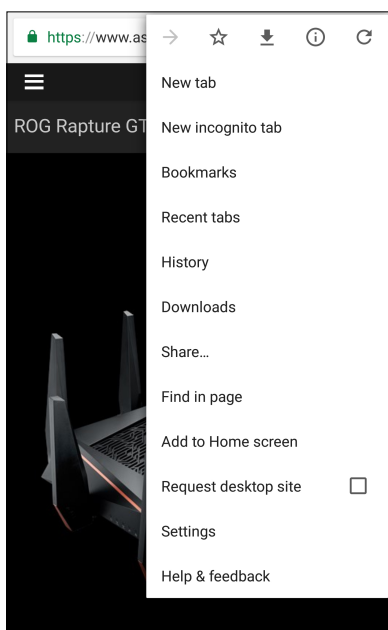 https://www.as
New tab
ROG Rapture GT
New incognito tab
Bookmarks
Recent tabs
History
Downloads
Share...
Find in page
Add to Home screen
Request desktop site
Settings
Help & feedback